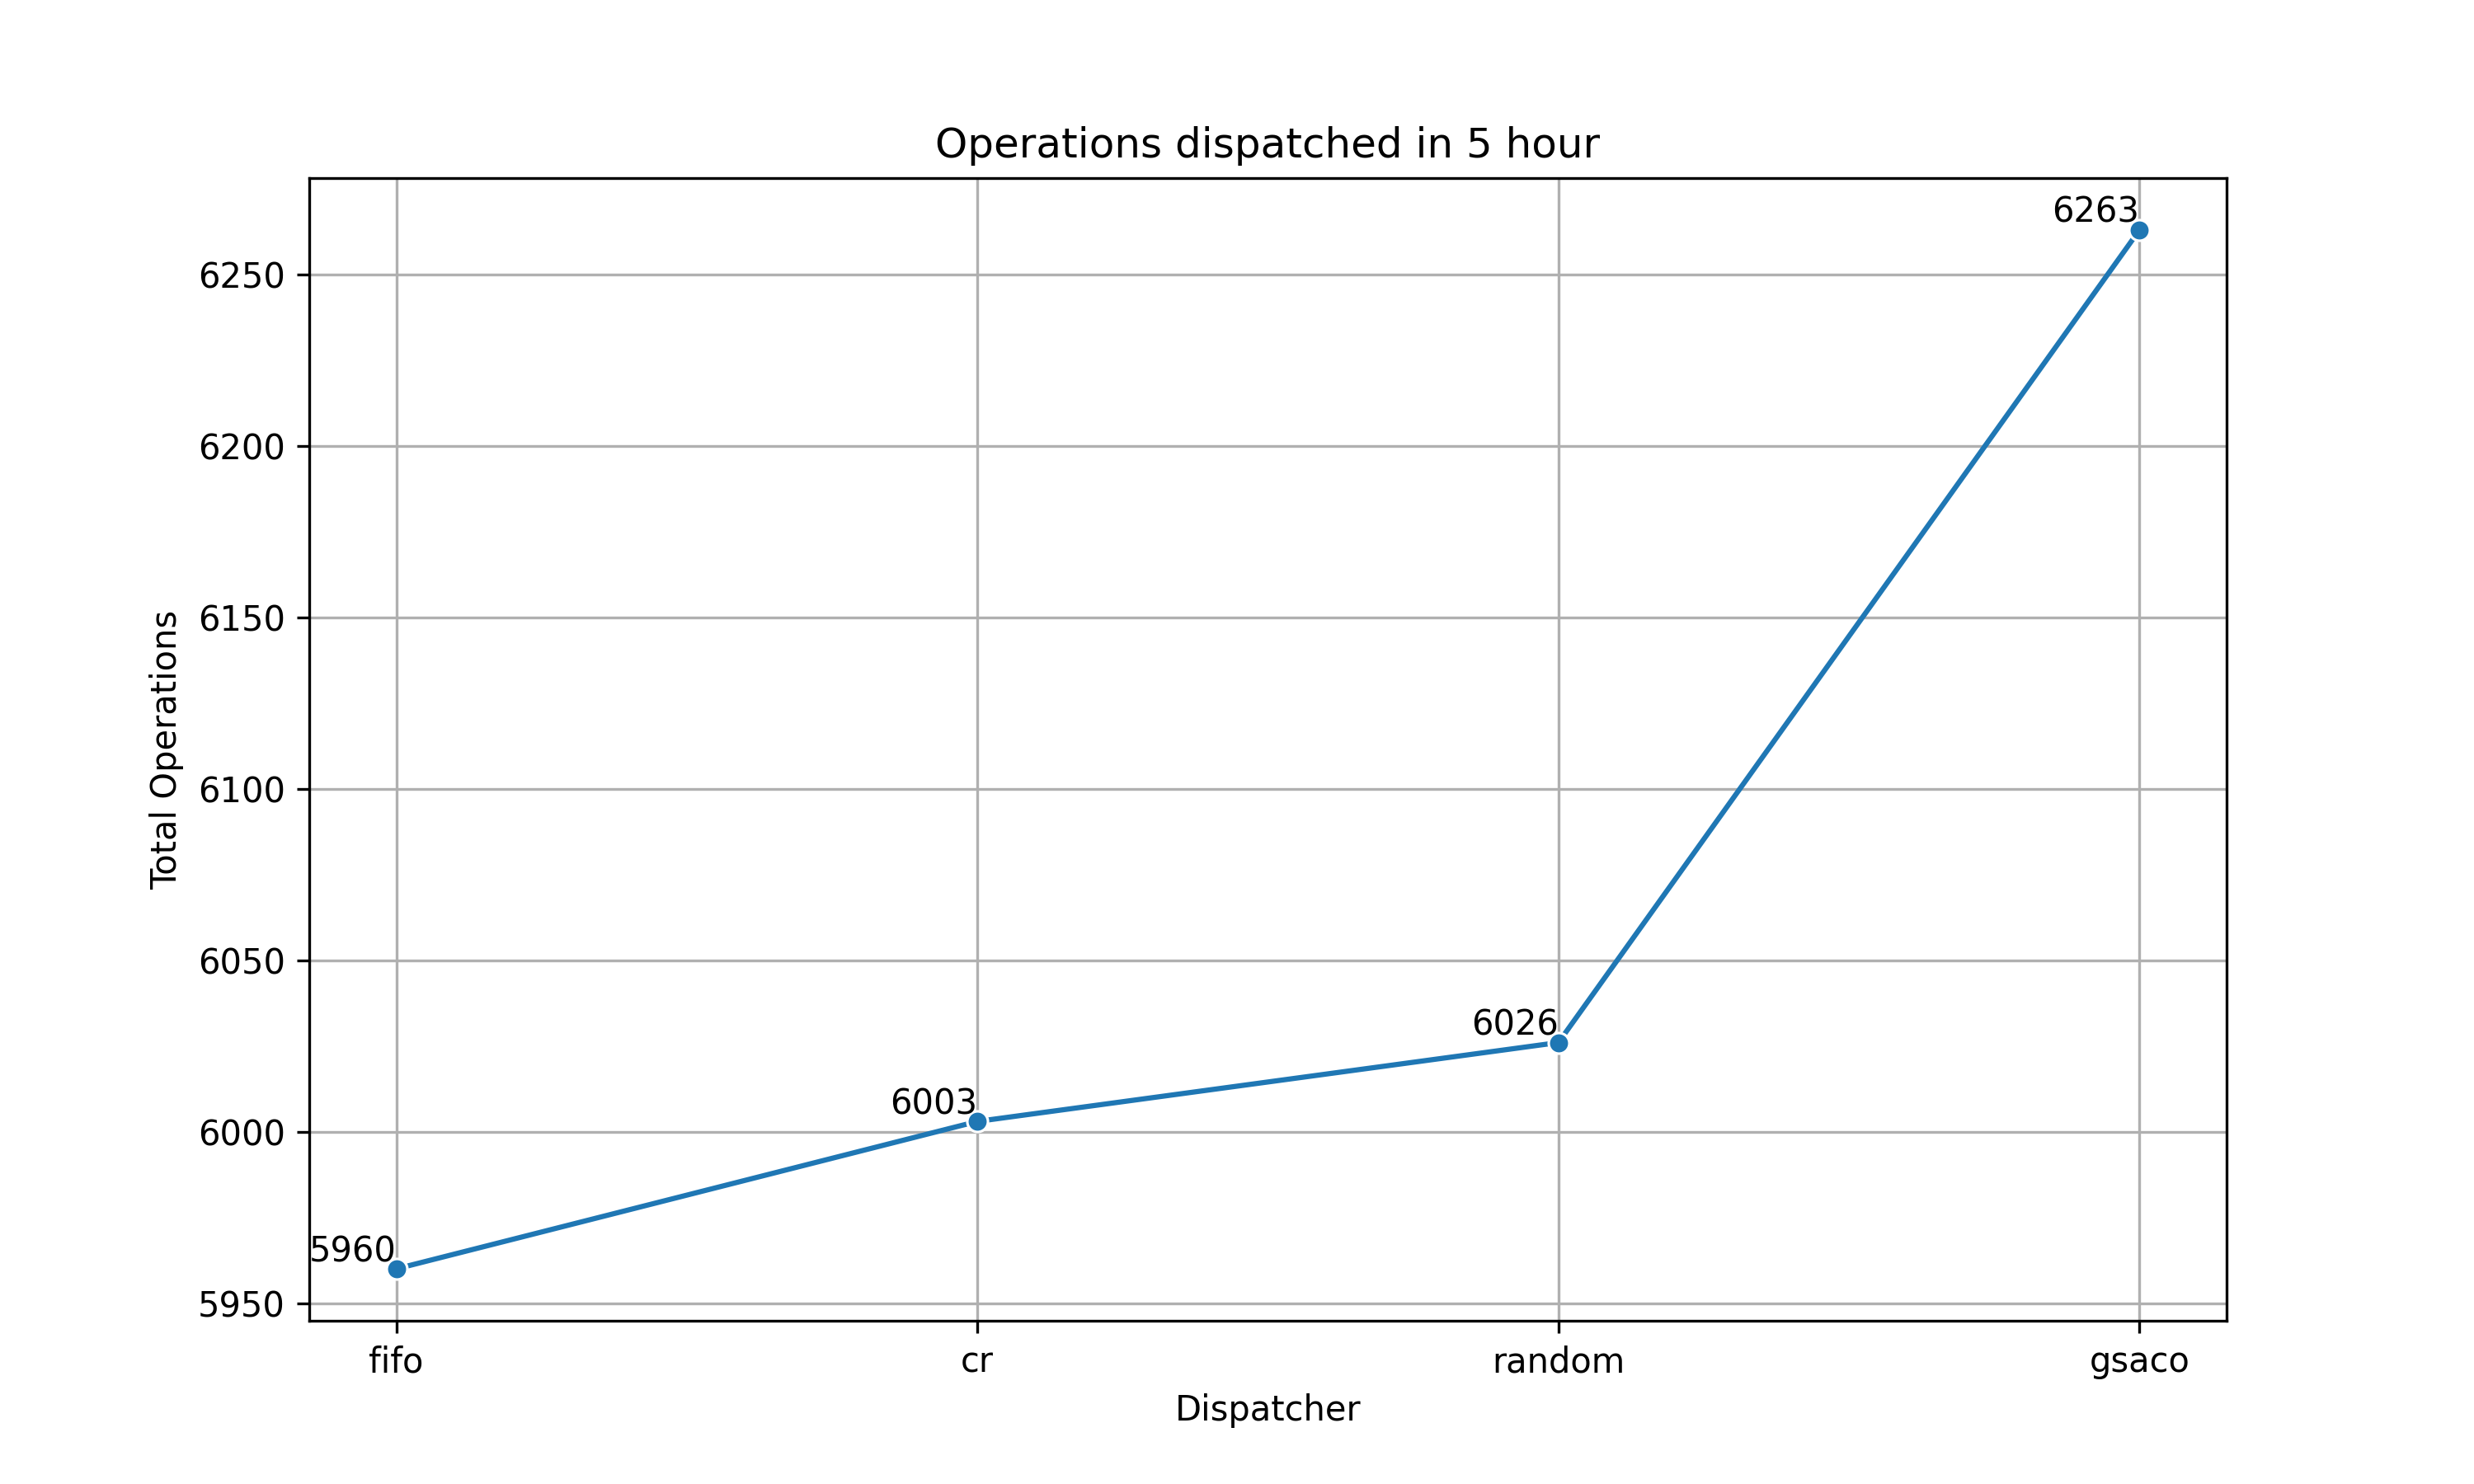 Operations dispatched in 5 hour
6263
6250
6200
6150
6100
6050
6026
6003
6000
5960
5950
Total Operations
fifo cr random gsaco
Dispatcher